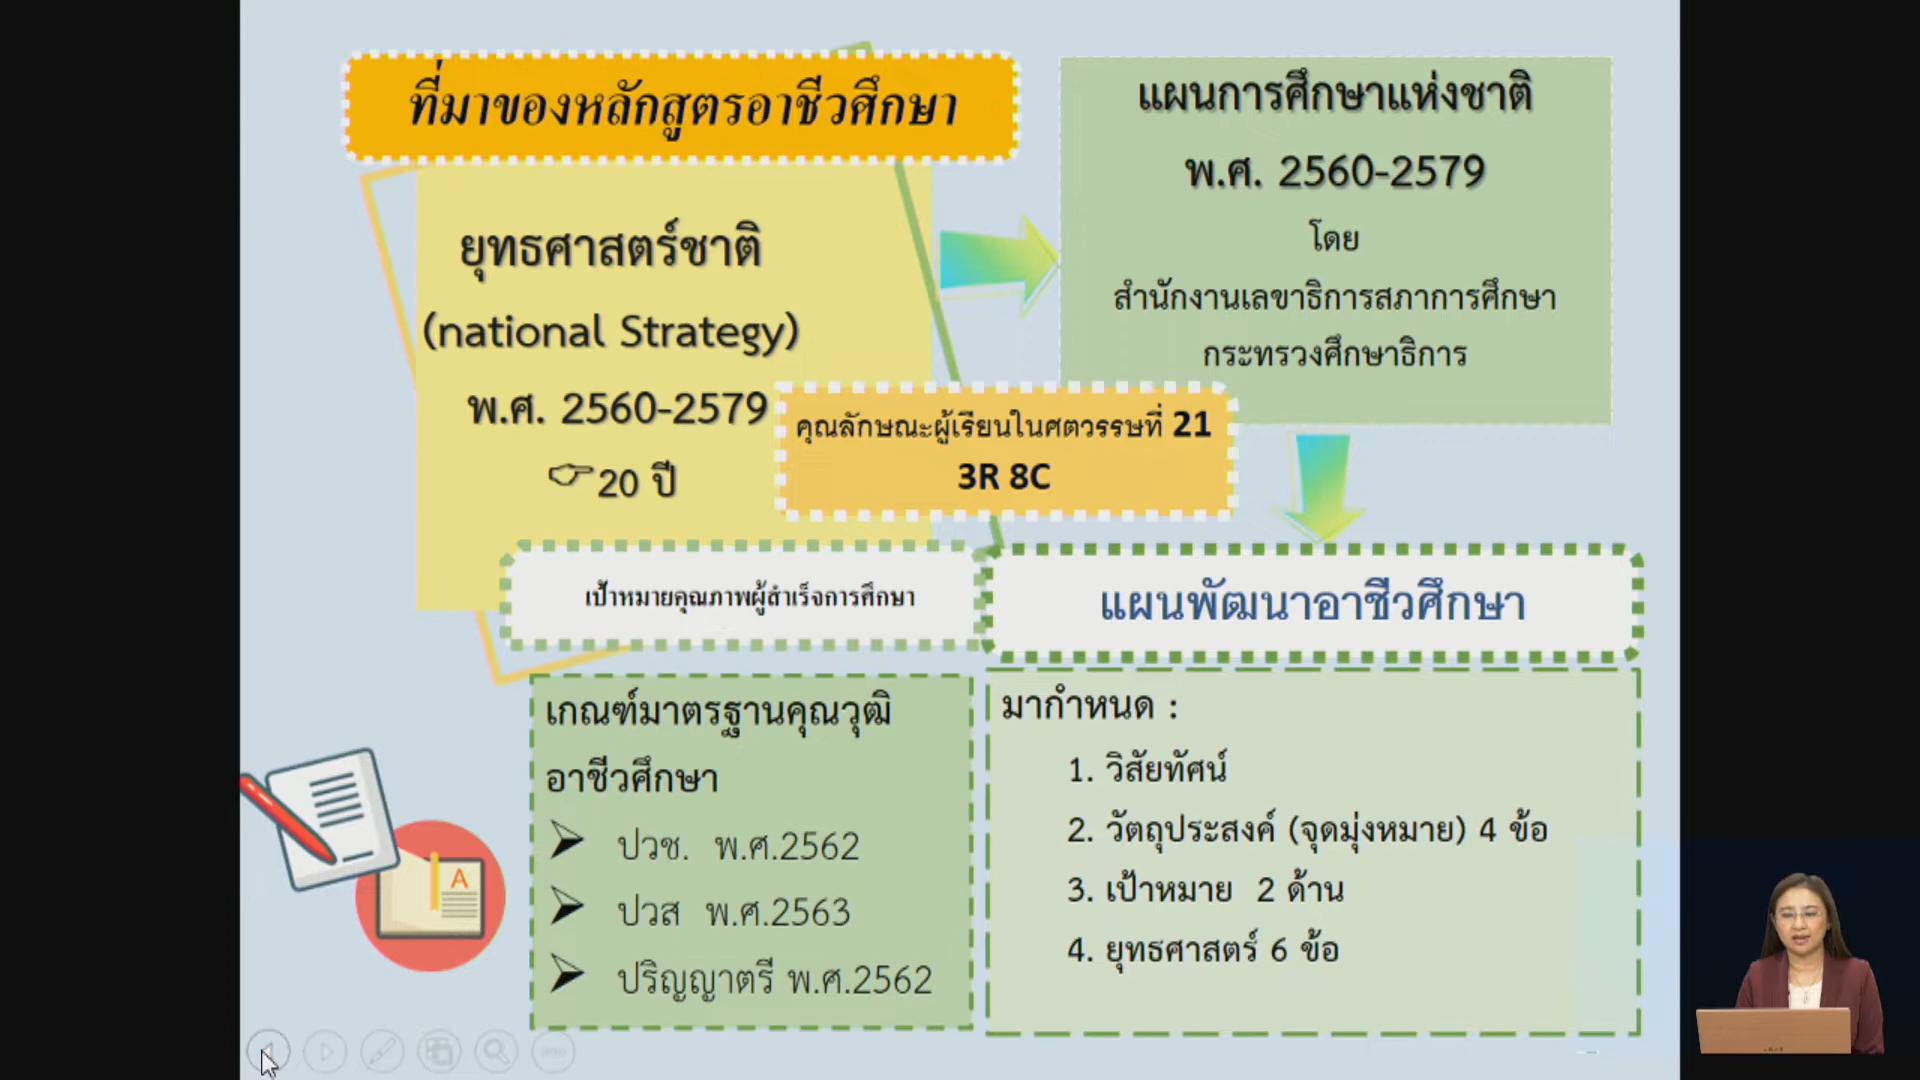 ที่มาของหลักสูตรอาชีวศึกษา
ยุทธศาสตร์ชาติ
(national Strategy)
พ.ศ. 2560-2579
☞20 ปี
แผนการศึกษาแห่งชาติ
พ.ศ. 2560-2579
โดย
สำนักงานเลขาธิการสภาการศึกษา
กระทรวงศึกษาธิการ
คุณลักษณะผู้เรียนในศตวรรษที่ 21
3R 8C
เป้าหมายคุณภาพผู้สำเร็จการศึกษา
แผนพัฒนาอาชีวศึกษา
เกณฑ์มาตรฐานคุณวุฒิ
อาชีวศึกษา
➢ ปวช. พ.ศ.2562
➢ ปวส พ.ศ.2563
➢ ปริญญาตรี พ.ศ.2562
มากำหนด :
1. วิสัยทัศน์
2. วัตถุประสงค์ (จุดมุ่งหมาย) 4 ข้อ
3. เป้าหมาย 2 ด้าน
4. ยุทธศาสตร์ 6 ข้อ
A